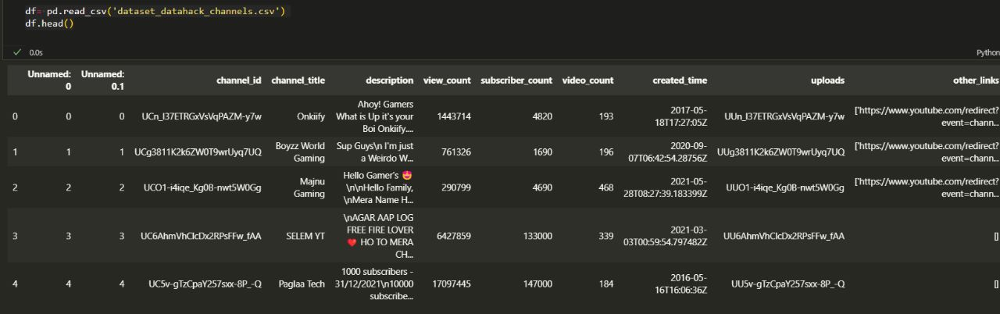 df= pd.read_csv('dataset_datahack_channels.csv')
df.head()
0.0s
Python
Unnamed: 0 Unnamed: 0.1 channel_id channel_title description view_count subscriber_count video_count created_time uploads other_links
0 0 0 UCn_I37ETRGxVsVqPAZM-y7w Onkiify Ahoy! Gamers What is Up it's your Boi Onkiify.... 1443714 4820 193 2017-05-18T17:27:05Z UUn_I37ETRGxVsVqPAZM-y7w ['https://www.youtube.com/redirect?event=chann...
1 1 1 UCg3811K2k6ZW0T9wrUyq7UQ Boyzz World Gaming Sup Guys\n I'm just a Weirdo W... 761326 1690 196 2020-09-07T06:42:54.28756Z UUg3811K2k6ZW0T9wrUyq7UQ ['https://www.youtube.com/redirect?event=chann...
2 2 2 UCO1-i4iqe_Kg0B-nwt5W0Gg Majnu Gaming Hello Gamer's 😍 \n\nHello Family, \nMera Name H... 290799 4690 468 2021-05-28T08:27:39.183399Z UUO1-i4iqe_Kg0B-nwt5W0Gg ['https://www.youtube.com/redirect?event=chann...
3 3 3 UC6AhmVhCIcDx2RPsFFw_fAA SELEM YT \nAGAR AAP LOG FREE FIRE LOVER ❤️ HO TO MERA CH... 6427859 133000 339 2021-03-03T00:59:54.797482Z UU6AhmVhCIcDx2RPsFFw_fAA []
4 4 4 UC5v-gTzCpaY257sxx-8P_-Q Paglaa Tech 1000 subscribers - 31/12/2021\n10000 subscribe... 17097445 147000 184 2016-05-16T16:06:36Z UU5v-gTzCpaY257sxx-8P_-Q []